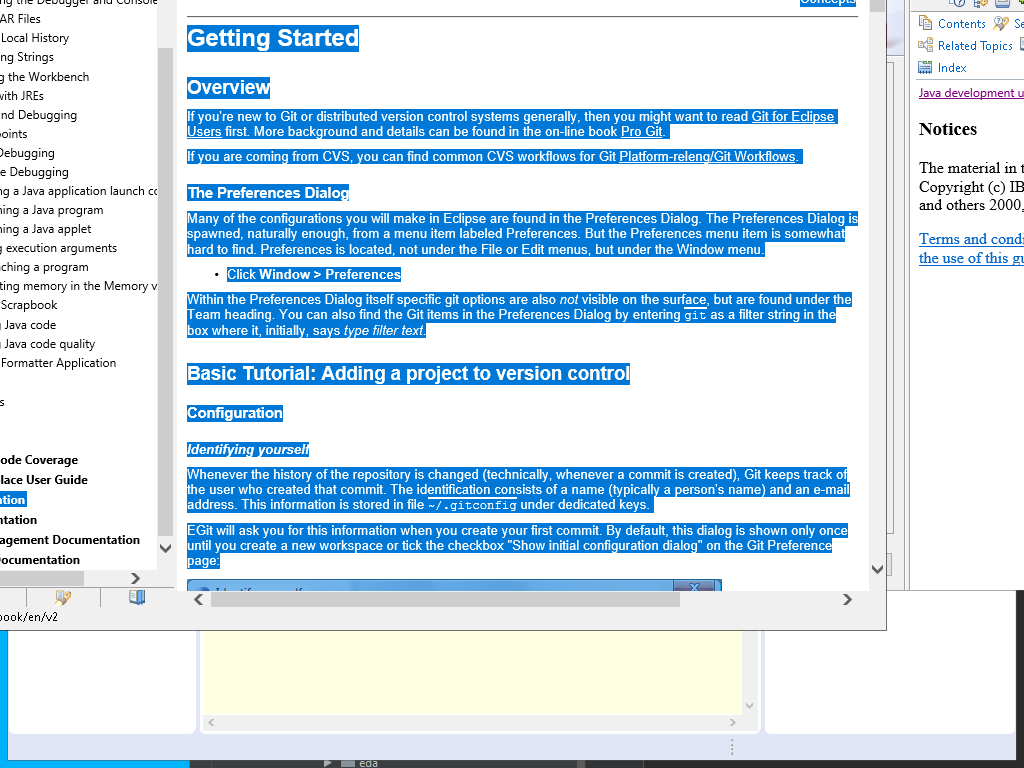 ng the Debugger and Console
AR Files
Local History
ng Strings
g the Workbench
with JREs
nd Debugging
points
Debugging
e Debugging
ng a Java application launch co
ning a Java program
ning a Java applet
g execution arguments
ching a program
ting memory in the Memory v
Scrapbook
Java code
Java code quality
Formatter Application
s
ode Coverage
lace User Guide
ation
ntation
agement Documentation
ocumentation
ook/en/v2
Concepts
Getting Started
Overview
If you're new to Git or distributed version control systems generally, then you might want to read Git for Eclipse
Users first. More background and details can be found in the on-line book Pro Git.
If you are coming from CVS, you can find common CVS workflows for Git Platform-releng/Git Workflows.
The Preferences Dialog
Many of the configurations you will make in Eclipse are found in the Preferences Dialog. The Preferences Dialog is
spawned, naturally enough, from a menu item labeled Preferences. But the Preferences menu item is somewhat
hard to find. Preferences is located, not under the File or Edit menus, but under the Window menu.
• Click Window > Preferences
Within the Preferences Dialog itself specific git options are also not visible on the surface, but are found under the
Team heading. You can also find the Git items in the Preferences Dialog by entering git as a filter string in the
box where it, initially, says type filter text.
Basic Tutorial: Adding a project to version control
Configuration
Identifying yourself
Whenever the history of the repository is changed (technically, whenever a commit is created), Git keeps track of
the user who created that commit. The identification consists of a name (typically a person's name) and an e-mail
address. This information is stored in file ~/.gitconfig under dedicated keys.
EGit will ask you for this information when you create your first commit. By default, this dialog is shown only once
until you create a new workspace or tick the checkbox "Show initial configuration dialog" on the Git Preference
page:
Contents Se
Related Topics
Index
Java development u
Notices
The material in t
Copyright (c) IB
and others 2000,
Terms and condi
the use of this gu
eda